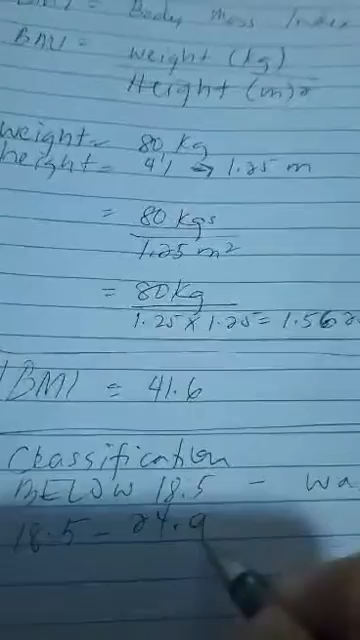 = Body Mass Index
BMI = Weight (kg)
Height (m)²
weight = 80 Kg
height = 4'1 → 1.25 m
= 80 Kgs
1.25 m²
= 80Kg
1.25 × 1.25 = 1.562
BMI = 41.6
Classification
BELOW 18.5 - Wa
18.5 - 24.9